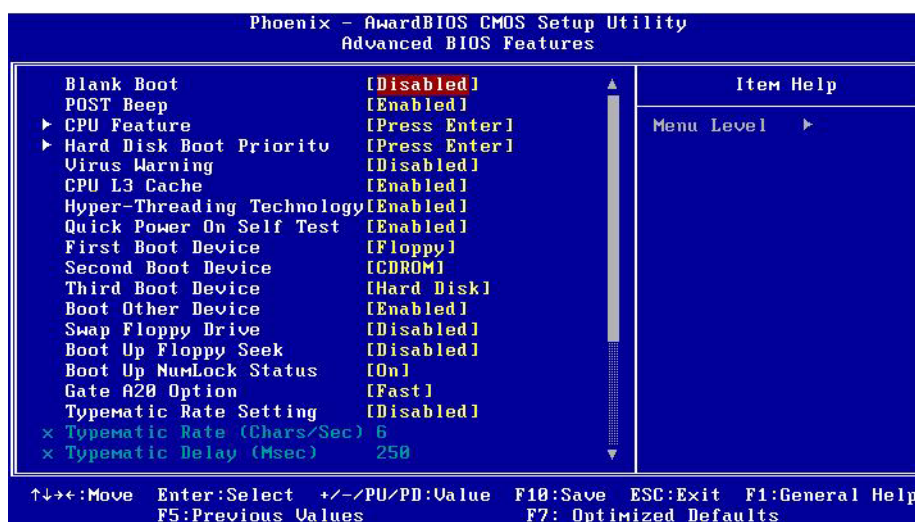 Phoenix - AwardBIOS CMOS Setup Utility
Advanced BIOS Features
Blank Boot [Disabled]
POST Beep [Enabled]
CPU Feature [Press Enter]
Hard Disk Boot Priority [Press Enter]
Virus Warning [Disabled]
CPU L3 Cache [Enabled]
Hyper-Threading Technology[Enabled]
Quick Power On Self Test [Enabled]
First Boot Device [Floppy]
Second Boot Device [CDROM]
Third Boot Device [Hard Disk]
Boot Other Device [Enabled]
Swap Floppy Drive [Disabled]
Boot Up Floppy Seek [Disabled]
Boot Up NumLock Status [On]
Gate A20 Option [Fast]
Typematic Rate Setting [Disabled]
x Typematic Rate (Chars/Sec) 6
x Typematic Delay (Msec) 250
Item Help
Menu Level
↑↓→←:Move Enter:Select +/-/PU/PD:Value F10:Save ESC:Exit F1:General Help
F5:Previous Values F7: Optimized Defaults